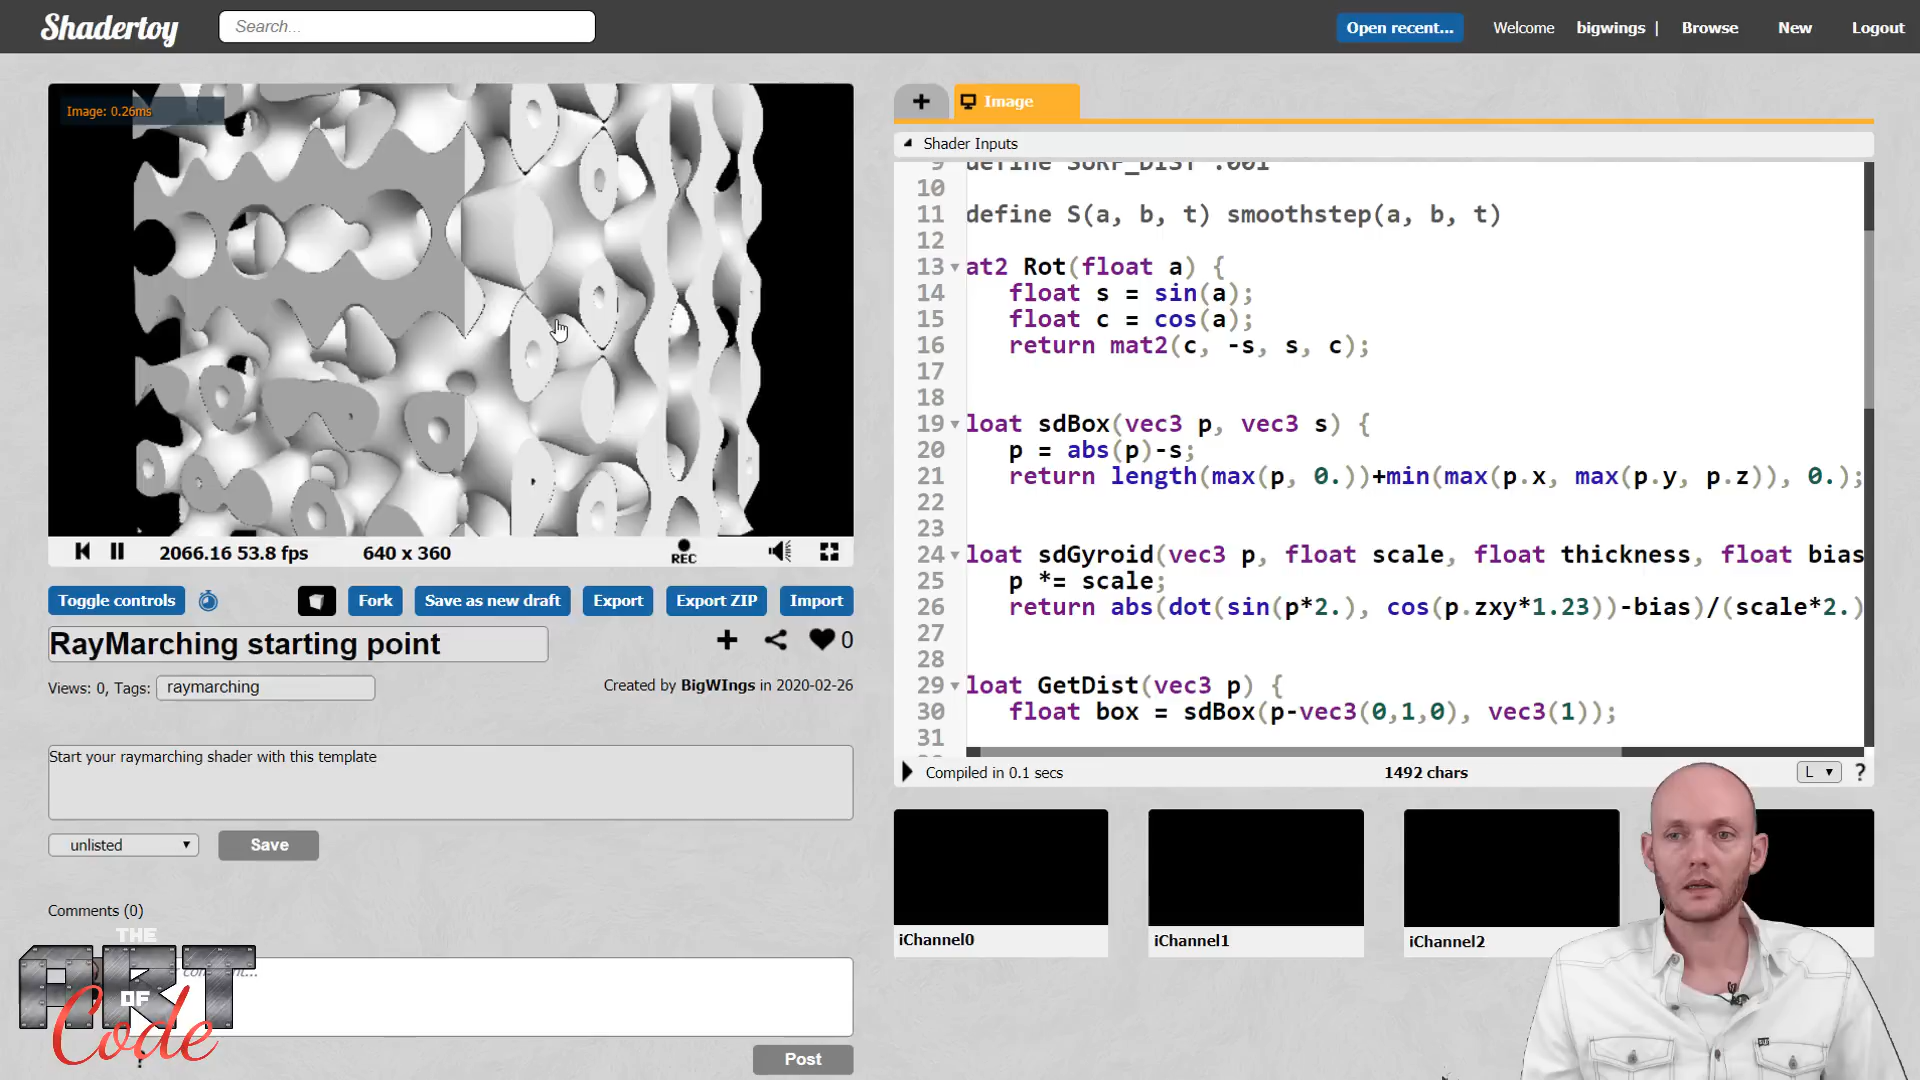 Shadertoy
Search...
Open recent...
Welcome bigwings |
Browse
New
Logout
Image: 0.26ms
2066.16 53.8 fps
640 x 360
REC
Toggle controls
Fork
Save as new draft
Export
Export ZIP
Import
RayMarching starting point
0
Views: 0, Tags: raymarching
Created by BigWIngs in 2020-02-26
Start your raymarching shader with this template
unlisted
Save
Comments (0)
THE
ART
OF
Code
Post
+
Image
Shader Inputs
9 define SURF_DIST .001
10
11 define S(a, b, t) smoothstep(a, b, t)
12
13 at2 Rot(float a) {
14 float s = sin(a);
15 float c = cos(a);
16 return mat2(c, -s, s, c);
17
18
19 loat sdBox(vec3 p, vec3 s) {
20 p = abs(p)-s;
21 return length(max(p, 0.))+min(max(p.x, max(p.y, p.z)), 0.);
22
23
24 loat sdGyroid(vec3 p, float scale, float thickness, float bias
25 p *= scale;
26 return abs(dot(sin(p*2.), cos(p.zxy*1.23))-bias)/(scale*2.)
27
28
29 loat GetDist(vec3 p) {
30 float box = sdBox(p-vec3(0,1,0), vec3(1));
31
Compiled in 0.1 secs
1492 chars
L
?
iChannel0
iChannel1
iChannel2